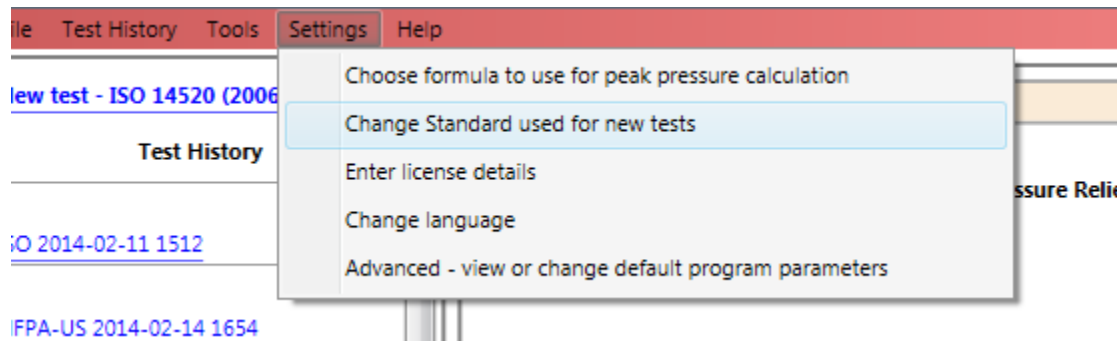 ile Test History Tools Settings Help
Choose formula to use for peak pressure calculation
lew test - ISO 14520 (2006
Change Standard used for new tests
Test History
Enter license details
ssure Relie
Change language
SO 2014-02-11 1512
Advanced - view or change default program parameters
IFPA-US 2014-02-14 1654